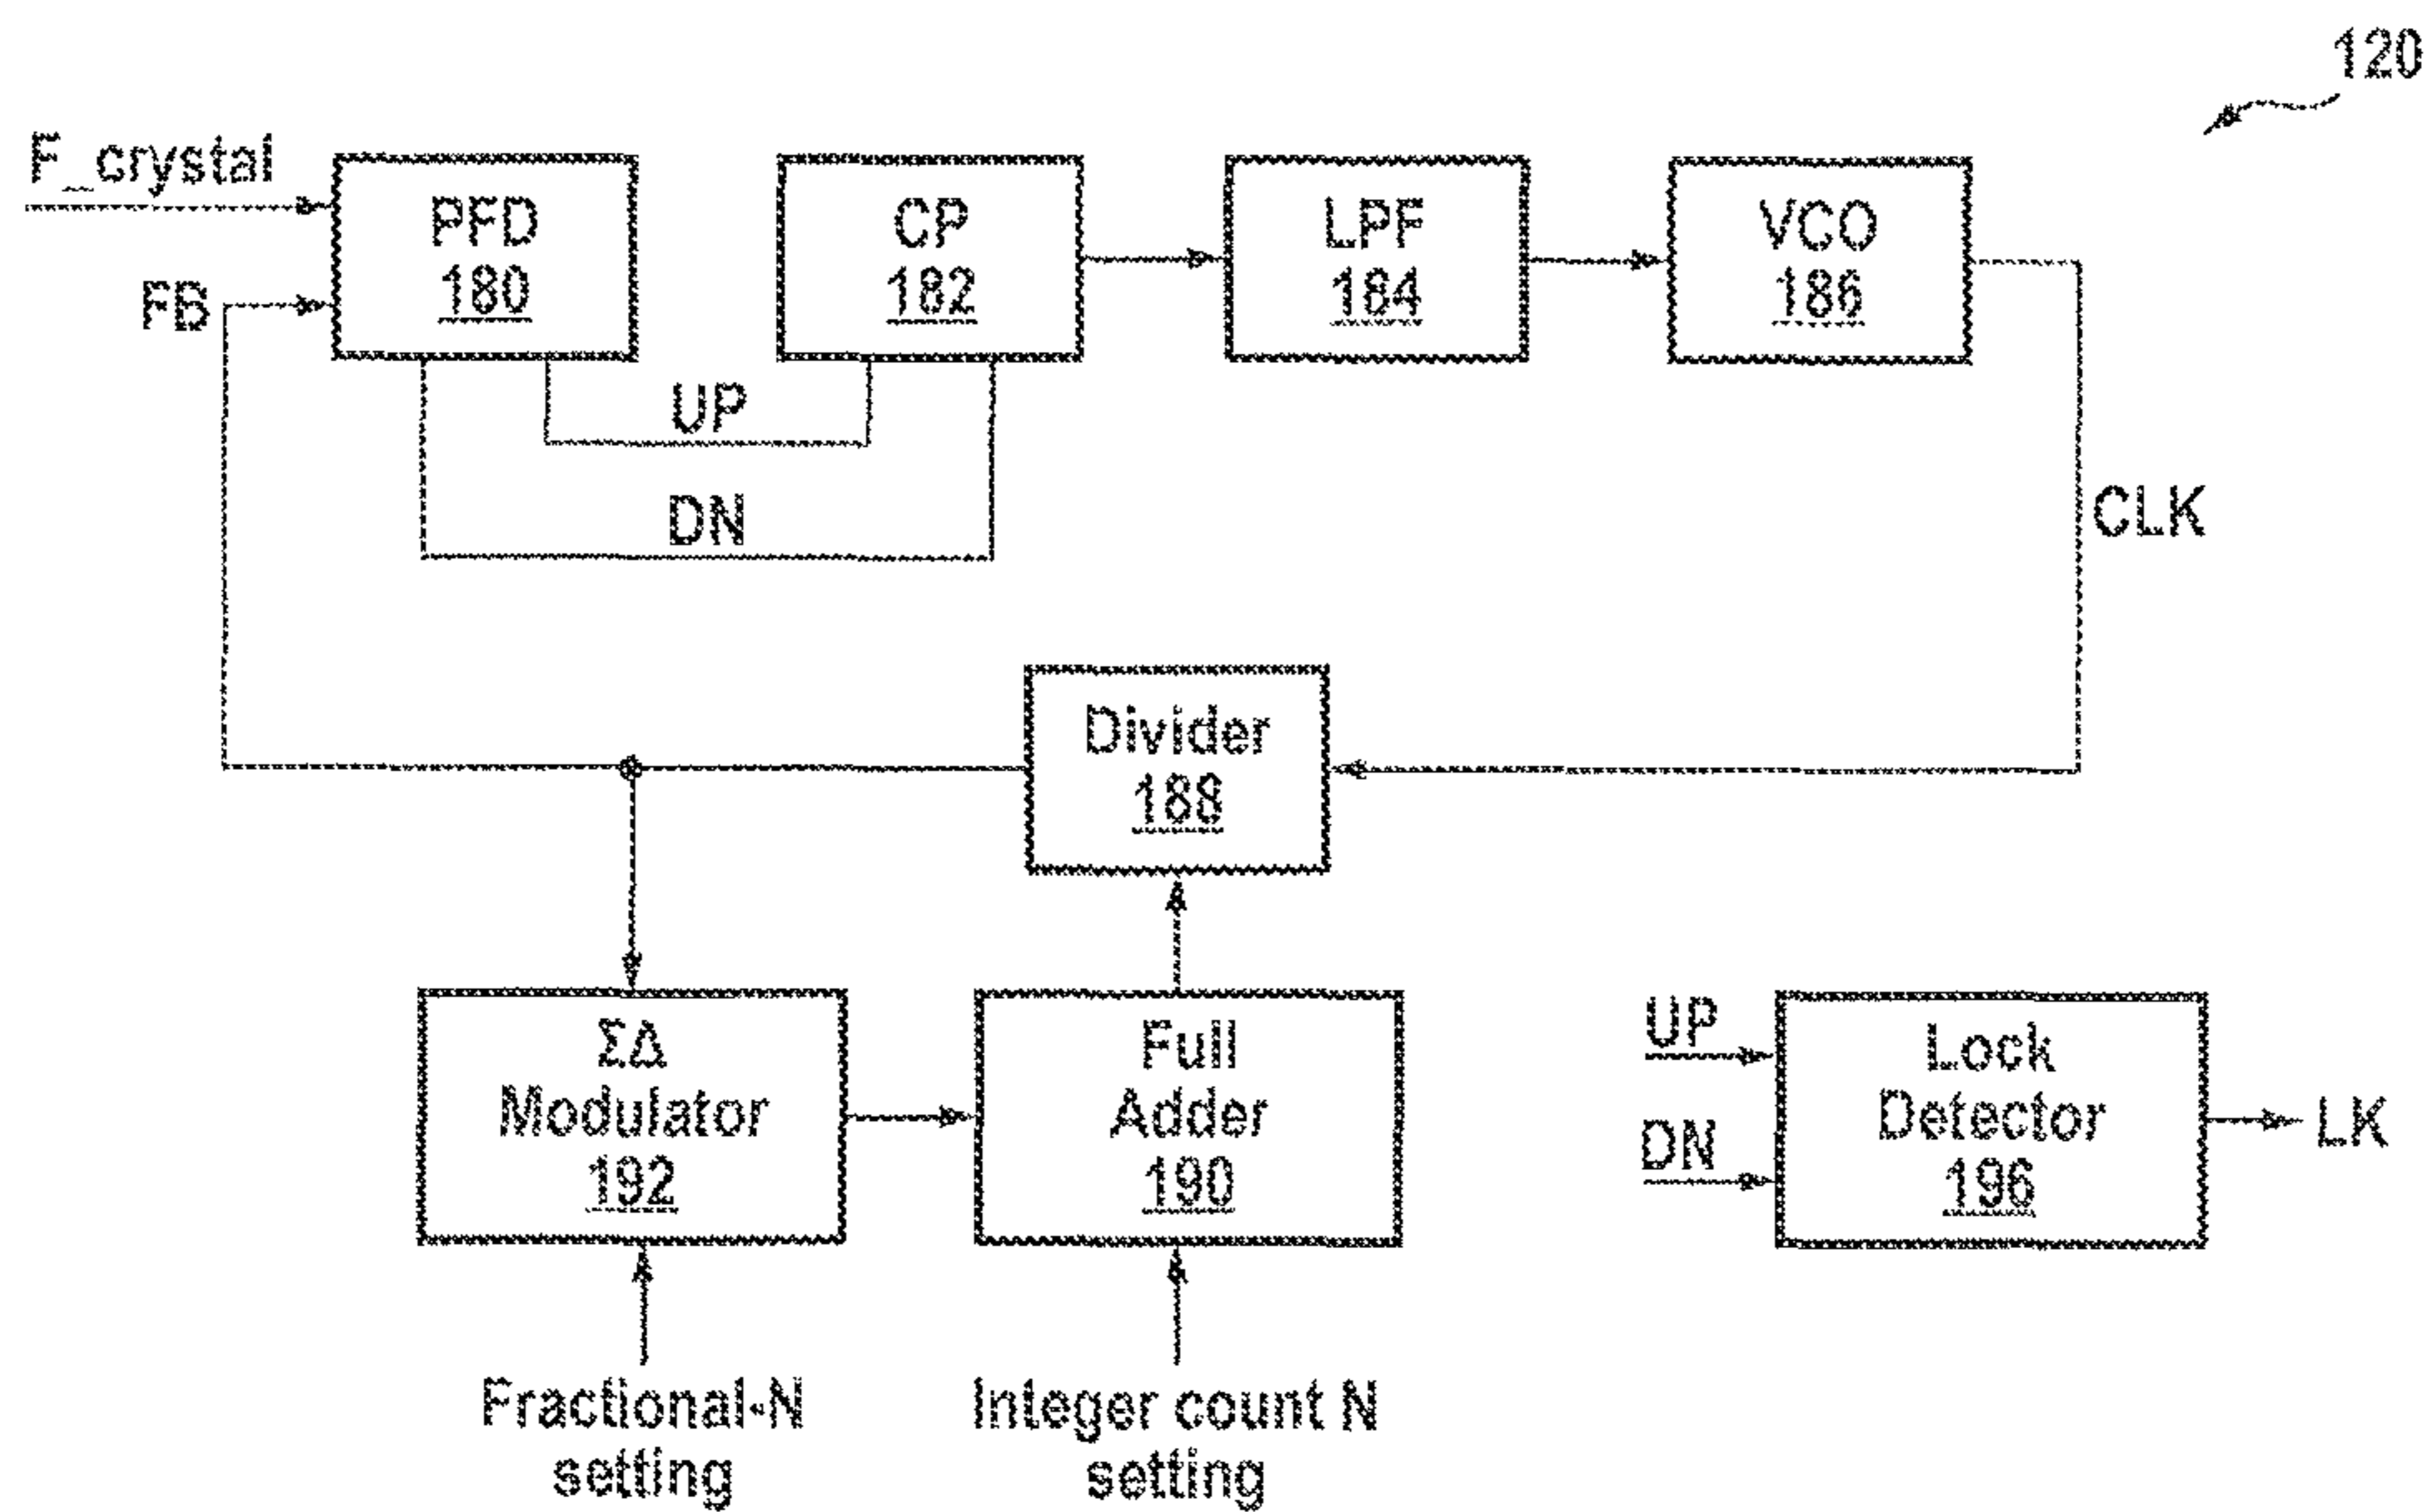 120
F_crystal
PFD
180
CP
182
LPF
184
VCO
186
FB
UP
DN
CLK
Divider
188
ΣΔ
Modulator
192
Full
Adder
190
UP
DN
Lock
Detector
196
LK
Fractional-N
setting
Integer count N
setting